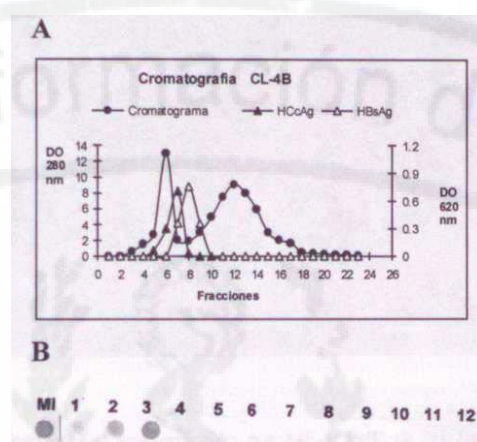 formación d
A
Cromatografia CL-4B
Cromatograma HCcAg HBsAg
DO
280
nm
14
12
10
8
6
4
2
0
1.2
0.9
0.6
0.3
0
DO
620
nm
0 2 4 6 8 10 12 14 16 18 20 22 24 26
Fracciones
B
MI 1 2 3 4 5 6 7 8 9 10 11 12